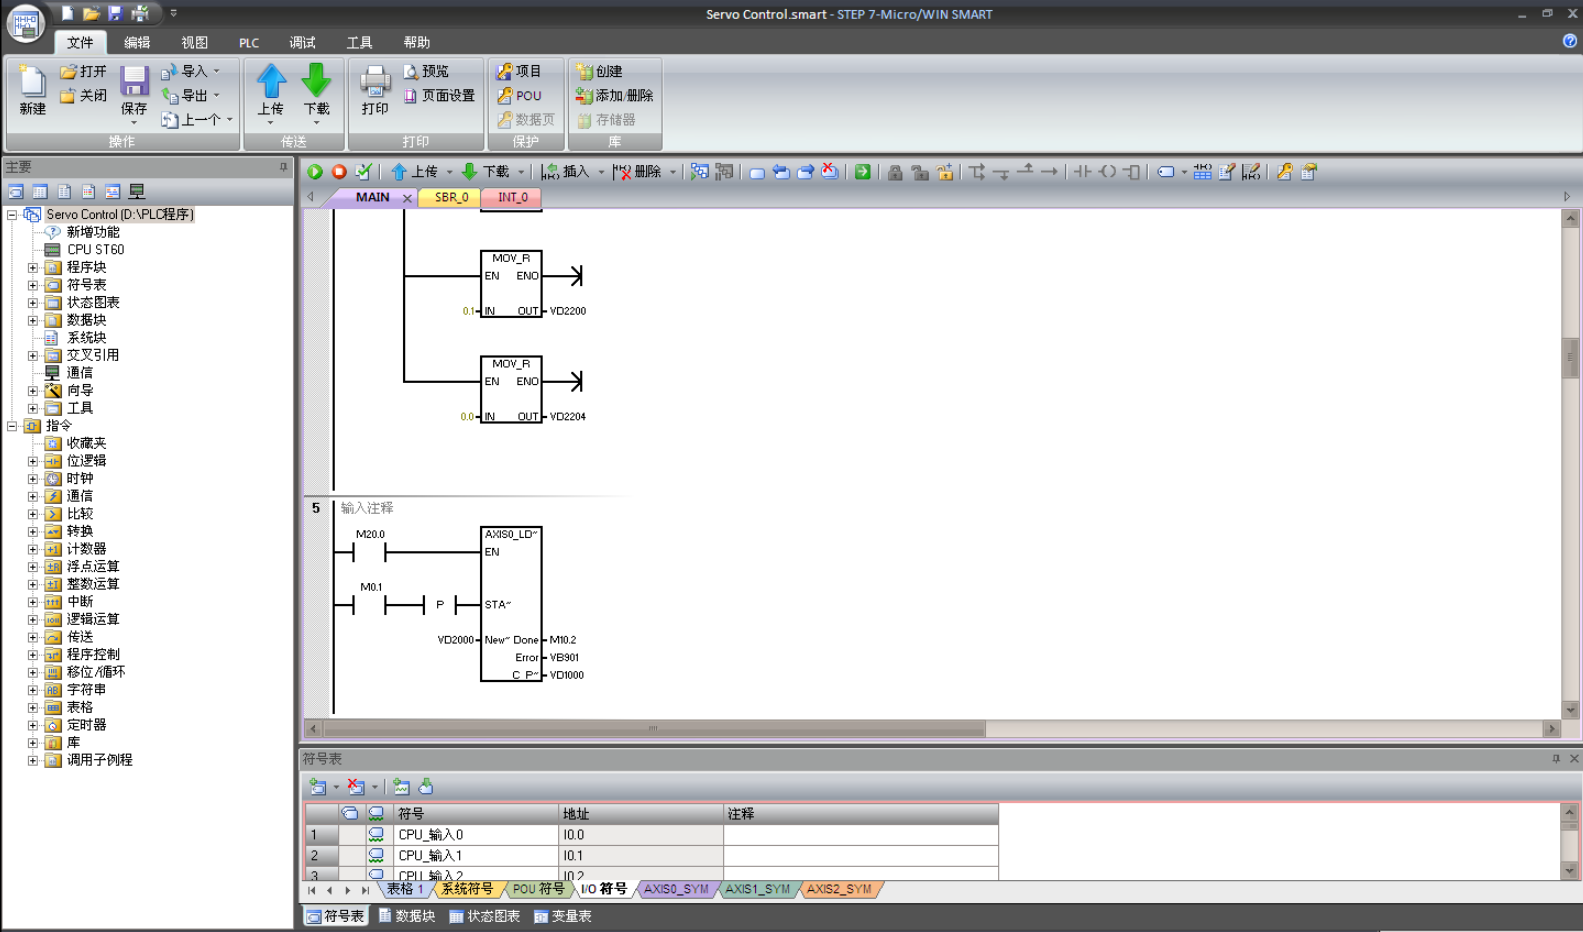 Servo Control.smart - STEP 7-Micro/WIN SMART
文件 编辑 视图 PLC 调试 工具 帮助
新建 打开 关闭 保存 导入 导出 上一个 上传 下载 打印 预览 页面设置 项目 POU 数据页 创建 添加/删除 存储器
操作 传送 打印 保护 库
主要
上传 下载 插入 删除
MAIN SBR_0 INT_0
Servo Control (D:\PLC程序)
新增功能
CPU ST60
程序块
符号表
状态图表
数据块
系统块
交叉引用
通信
向导
工具
指令
收藏夹
位逻辑
时钟
通信
比较
转换
计数器
浮点运算
整数运算
中断
逻辑运算
传送
程序控制
移位/循环
字符串
表格
定时器
库
调用子例程
MOV_R
EN ENO
0.1 IN OUT VD2200
MOV_R
EN ENO
0.0 IN OUT VD2204
5 输入注释
M20.0 AXIS0_LD~
EN
M0.1
P STA~
VD2000 New~ Done M10.2
Error VB901
C_P~ VD1000
符号表
符号 地址 注释
1 CPU_输入0 I0.0
2 CPU_输入1 I0.1
3 CPU_输入2 I0.2
表格 1 系统符号 POU 符号 I/O 符号 AXIS0_SYM AXIS1_SYM AXIS2_SYM
符号表 数据块 状态图表 变量表